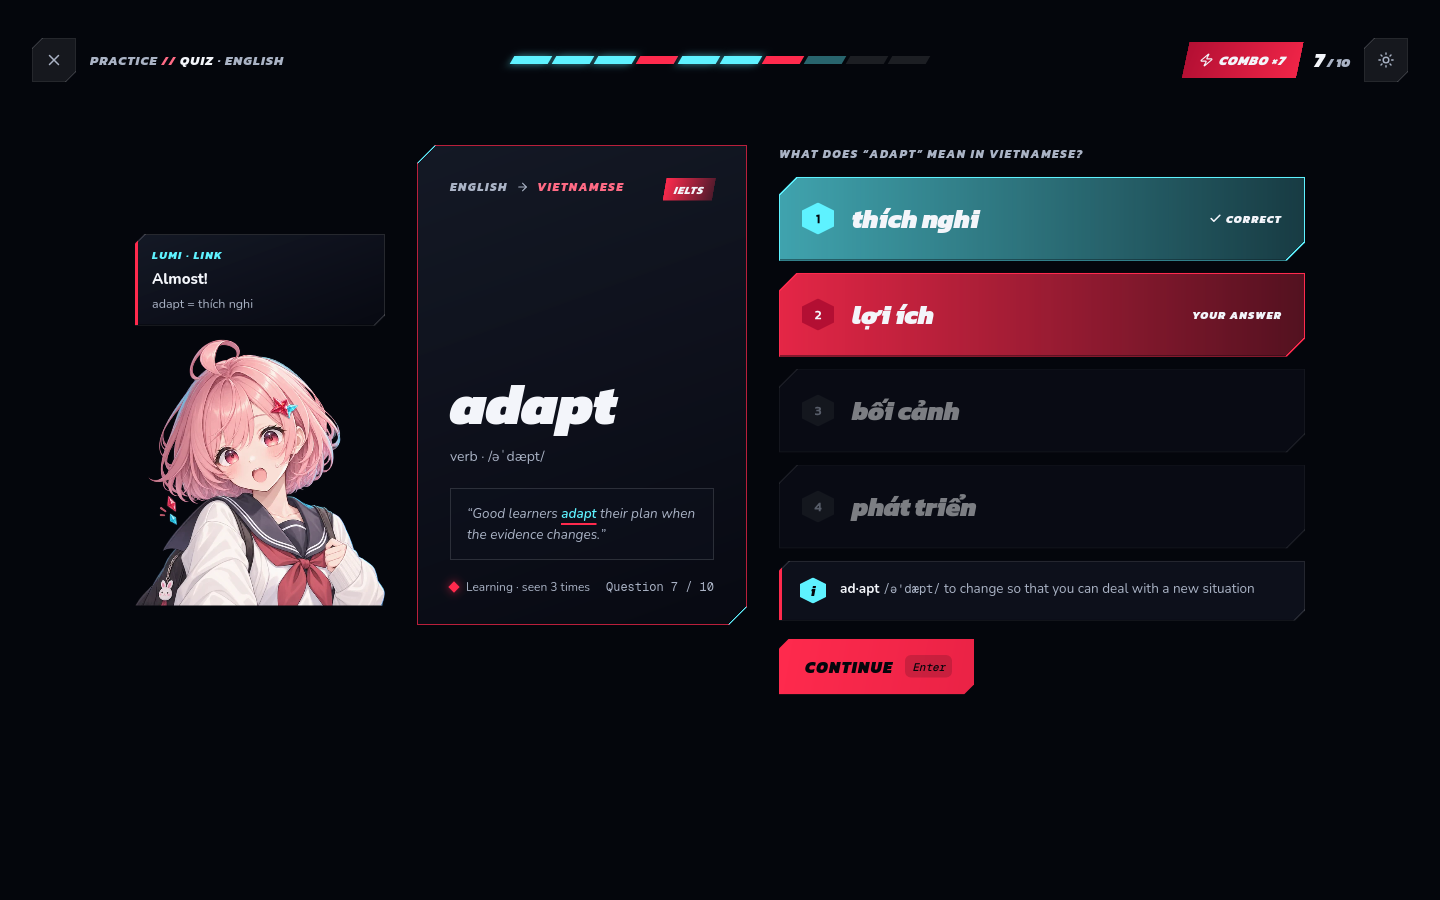 PRACTICE // QUIZ · ENGLISH
COMBO ×7
7 / 10
LUMI · LINK
Almost!
adapt = thích nghi
ENGLISH → VIETNAMESE
IELTS
adapt
verb · /əˈdæpt/
“Good learners adapt their plan when
the evidence changes.”
Learning · seen 3 times
Question 7 / 10
WHAT DOES “ADAPT” MEAN IN VIETNAMESE?
1 thích nghi ✓ CORRECT
2 lợi ích YOUR ANSWER
3 bối cảnh
4 phát triển
i ad·apt /əˈdæpt/ to change so that you can deal with a new situation
CONTINUE Enter